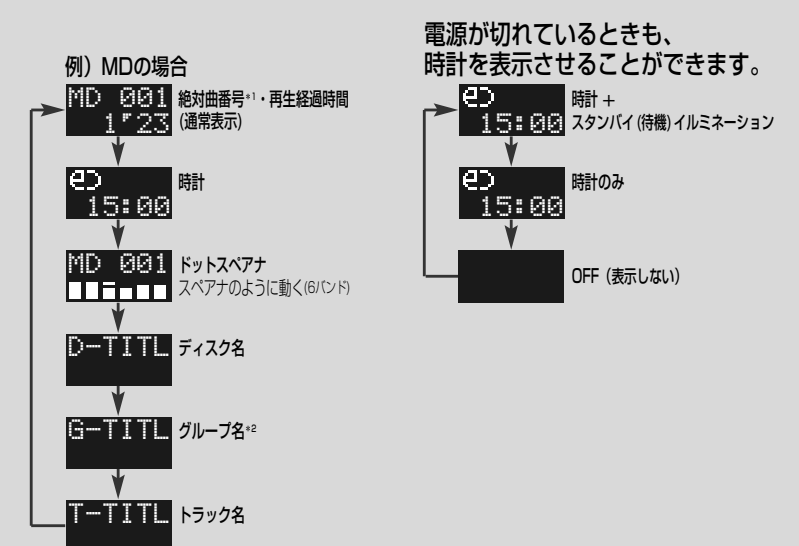 例）MDの場合
MD 001
1'23
絶対曲番号*1・再生経過時間
(通常表示)
15:00
時計
MD 001
ドットスペアナ
スペアナのように動く(6バンド)
D-TITL
ディスク名
G-TITL
グループ名*2
T-TITL
トラック名
電源が切れているときも、
時計を表示させることができます。
15:00
時計 +
スタンバイ(待機)イルミネーション
15:00
時計のみ
OFF（表示しない）